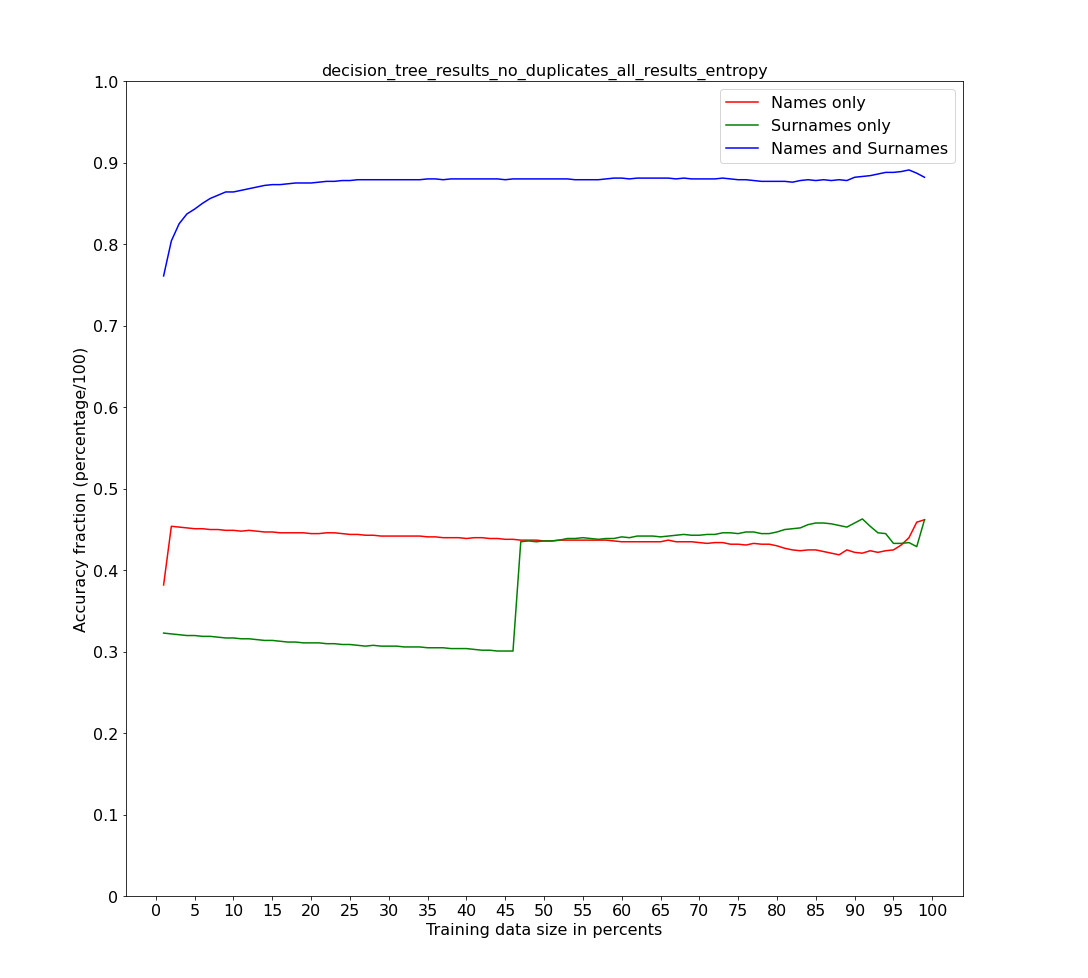 decision_tree_results_no_duplicates_all_results_entropy
1.0
0.9
0.8
0.7
0.6
0.5
0.4
0.3
0.2
0.1
0
Accuracy fraction (percentage/100)
Names only
Surnames only
Names and Surnames
0 5 10 15 20 25 30 35 40 45 50 55 60 65 70 75 80 85 90 95 100
Training data size in percents